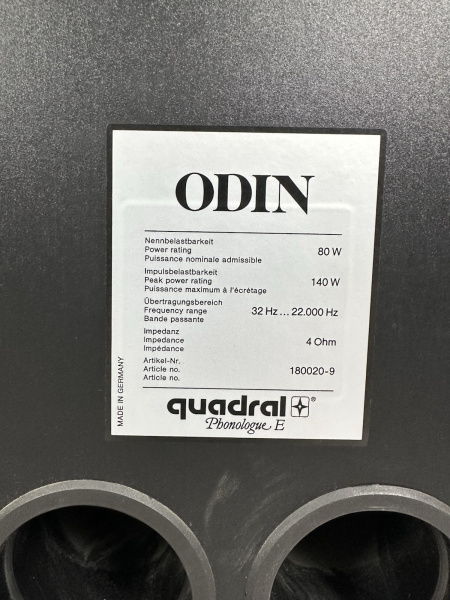 ODIN
Nennbelastbarkeit
Power rating 80 W
Puissance nominale admissible
Impulsbelastbarkeit
Peak power rating 140 W
Puissance maximum à l'écrétage
Übertragungsbereich
Frequency range 32 Hz ... 22.000 Hz
Bande passante
Impedanz
Impedance 4 Ohm
Impédance
Artikel-Nr.
Article no. 180020-9
Article no.
MADE IN GERMANY
quadral ®
Phonologue E